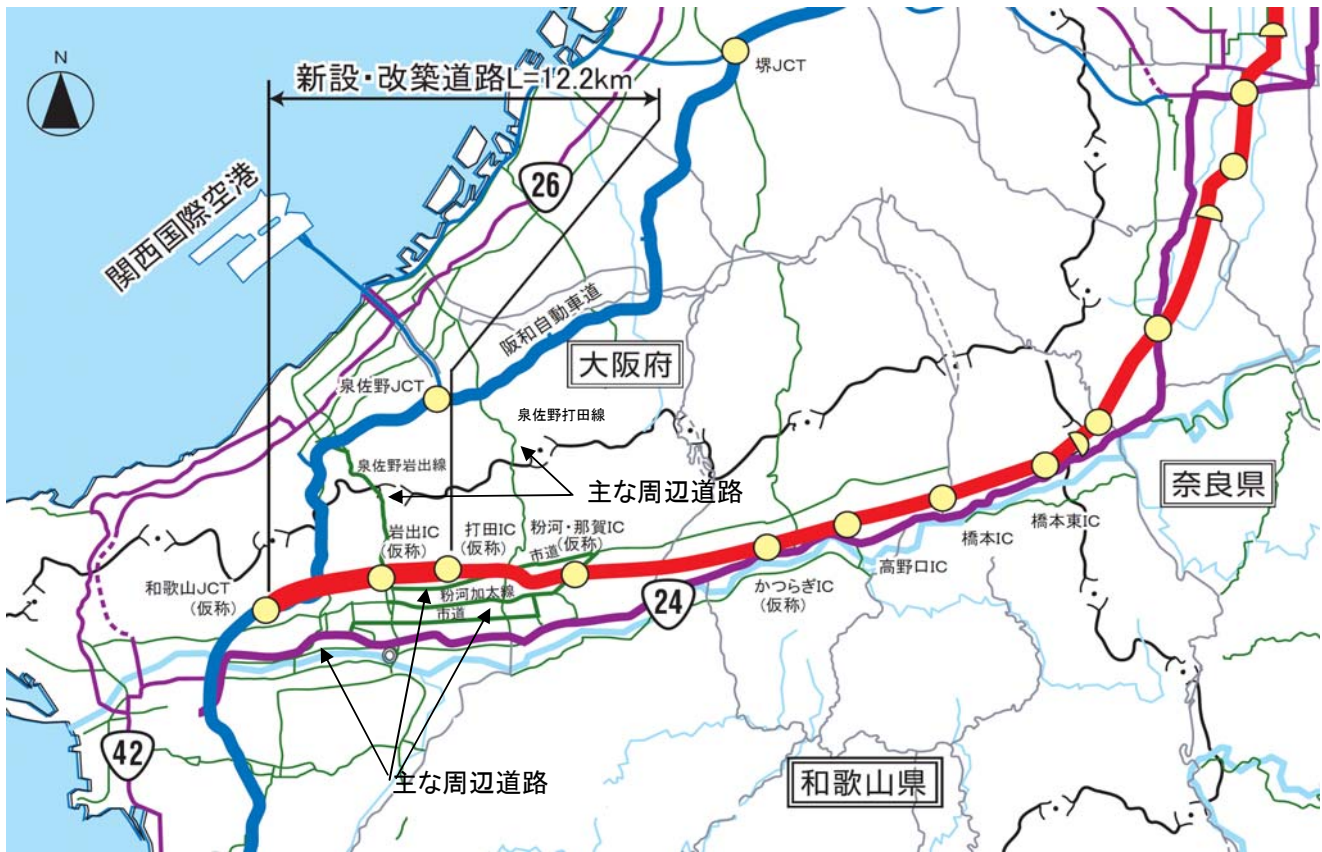 N
新設・改築道路L=12.2km
堺JCT
26
関西国際空港
阪和自動車道
大阪府
泉佐野JCT
泉佐野打田線
泉佐野岩出線
主な周辺道路
奈良県
岩出IC
(仮称)
打田IC
(仮称)
粉河・那賀IC
(仮称)
市道
橋本東IC
橋本IC
高野口IC
かつらぎIC
(仮称)
和歌山JCT
(仮称)
粉河加太線
市道
24
42
主な周辺道路
和歌山県